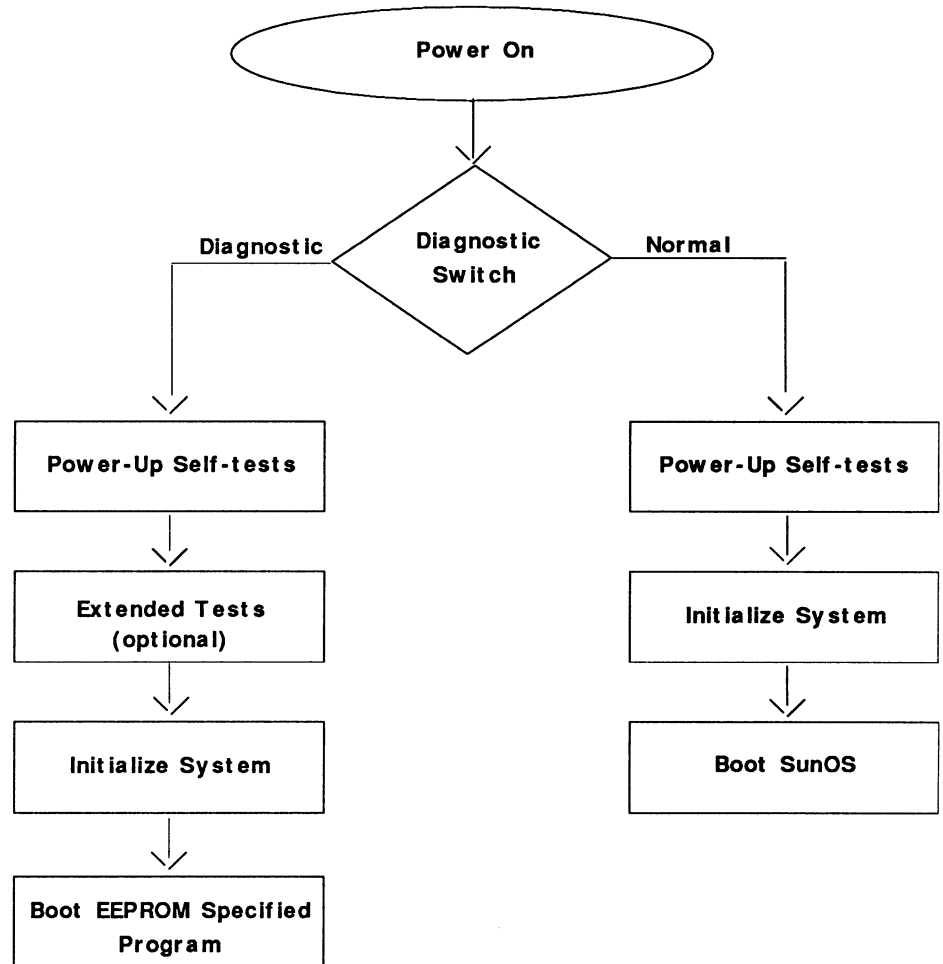 Power On
Diagnostic
Diagnostic
Switch
Normal
Power-Up Self-tests
Power-Up Self-tests
Extended Tests
(optional)
Initialize System
Initialize System
Boot SunOS
Boot EEPROM Specified
Program